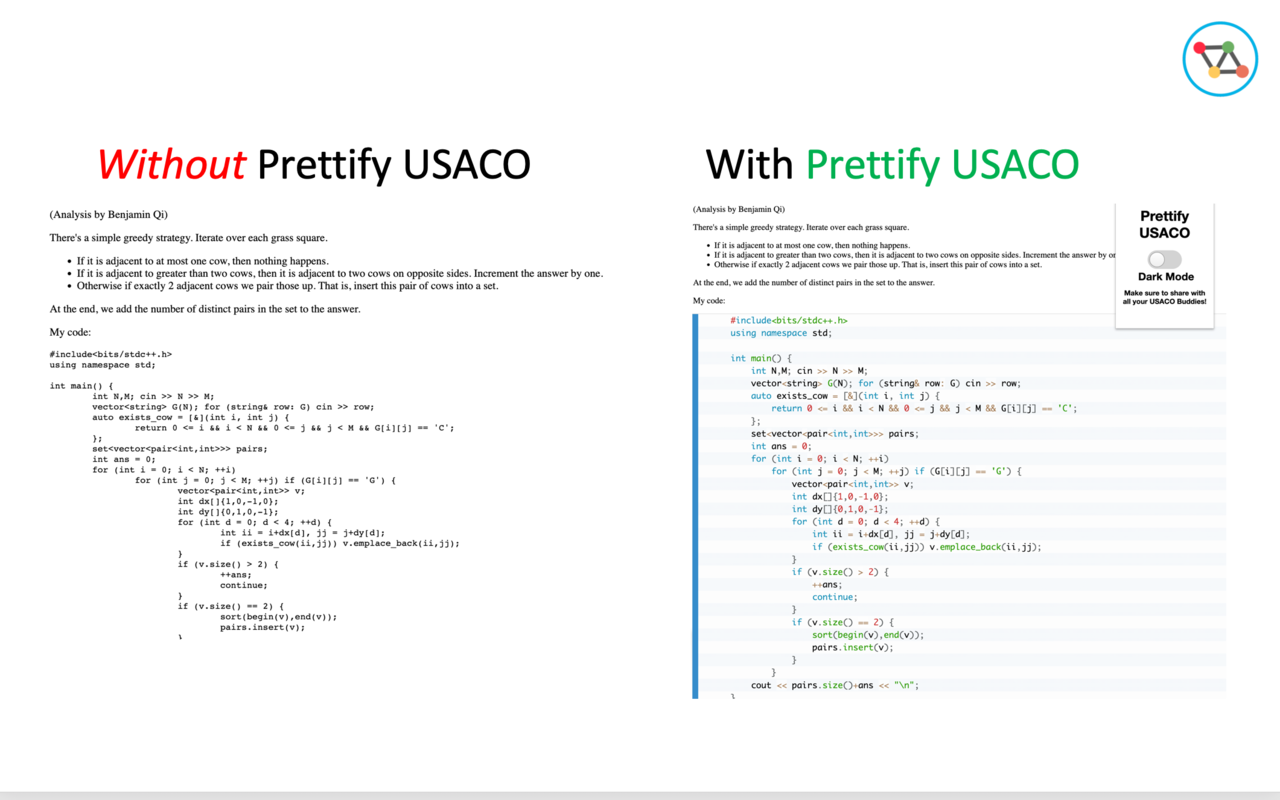 Without Prettify USACO
(Analysis by Benjamin Qi)
There's a simple greedy strategy. Iterate over each grass square.
• If it is adjacent to at most one cow, then nothing happens.
• If it is adjacent to greater than two cows, then it is adjacent to two cows on opposite sides. Increment the answer by one.
• Otherwise if exactly 2 adjacent cows we pair those up. That is, insert this pair of cows into a set.
At the end, we add the number of distinct pairs in the set to the answer.
My code:
#include<bits/stdc++.h>
using namespace std;
int main() {
int N,M; cin >> N >> M;
vector<string> G(N); for (string& row: G) cin >> row;
auto exists_cow = [&](int i, int j) {
return 0 <= i && i < N && 0 <= j && j < M && G[i][j] == 'C';
};
set<vector<pair<int,int>>> pairs;
int ans = 0;
for (int i = 0; i < N; ++i)
for (int j = 0; j < M; ++j) if (G[i][j] == 'G') {
vector<pair<int,int>> v;
int dx[]{1,0,-1,0};
int dy[]{0,1,0,-1};
for (int d = 0; d < 4; ++d) {
int ii = i+dx[d], jj = j+dy[d];
if (exists_cow(ii,jj)) v.emplace_back(ii,jj);
}
if (v.size() > 2) {
++ans;
continue;
}
if (v.size() == 2) {
sort(begin(v),end(v));
pairs.insert(v);
}
With Prettify USACO
(Analysis by Benjamin Qi)
There's a simple greedy strategy. Iterate over each grass square.
• If it is adjacent to at most one cow, then nothing happens.
• If it is adjacent to greater than two cows, then it is adjacent to two cows on opposite sides. Increment the answer by or
• Otherwise if exactly 2 adjacent cows we pair those up. That is, insert this pair of cows into a set.
At the end, we add the number of distinct pairs in the set to the answer.
My code:
Prettify
USACO
Dark Mode
Make sure to share with
all your USACO Buddies!
#include<bits/stdc++.h>
using namespace std;
int main() {
int N,M; cin >> N >> M;
vector<string> G(N); for (string& row: G) cin >> row;
auto exists_cow = [&](int i, int j) {
return 0 <= i && i < N && 0 <= j && j < M && G[i][j] == 'C';
};
set<vector<pair<int,int>>> pairs;
int ans = 0;
for (int i = 0; i < N; ++i)
for (int j = 0; j < M; ++j) if (G[i][j] == 'G') {
vector<pair<int,int>> v;
int dx[]{1,0,-1,0};
int dy[]{0,1,0,-1};
for (int d = 0; d < 4; ++d) {
int ii = i+dx[d], jj = j+dy[d];
if (exists_cow(ii,jj)) v.emplace_back(ii,jj);
}
if (v.size() > 2) {
++ans;
continue;
}
if (v.size() == 2) {
sort(begin(v),end(v));
pairs.insert(v);
}
}
cout << pairs.size()+ans << "\n";
}